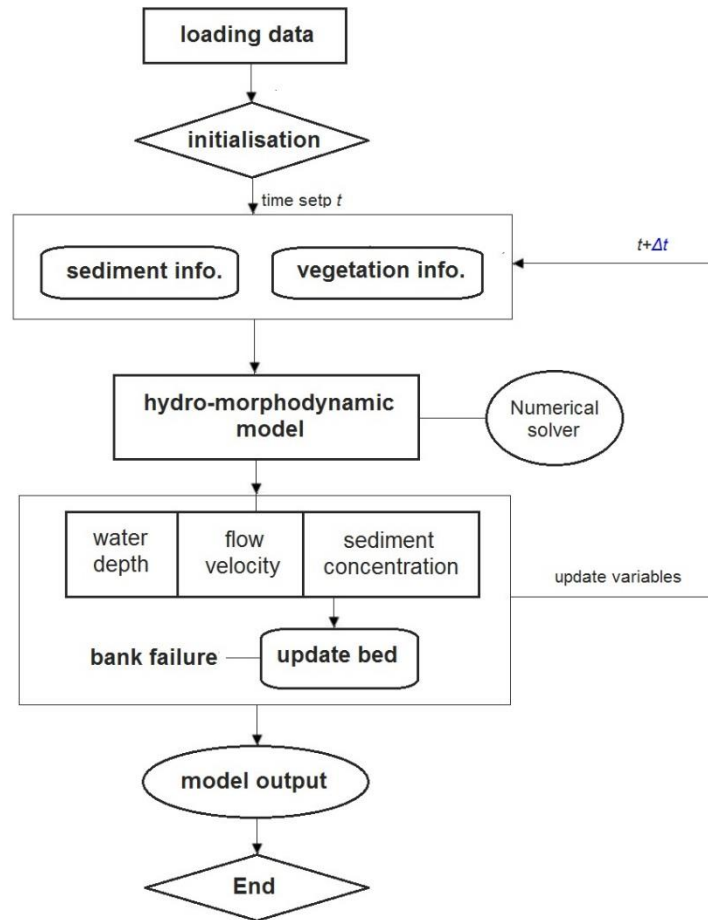 loading data
initialisation
time setp t
t+Δt
sediment info.
vegetation info.
hydro-morphodynamic
model
Numerical
solver
water
depth
flow
velocity
sediment
concentration
update variables
bank failure
update bed
model output
End